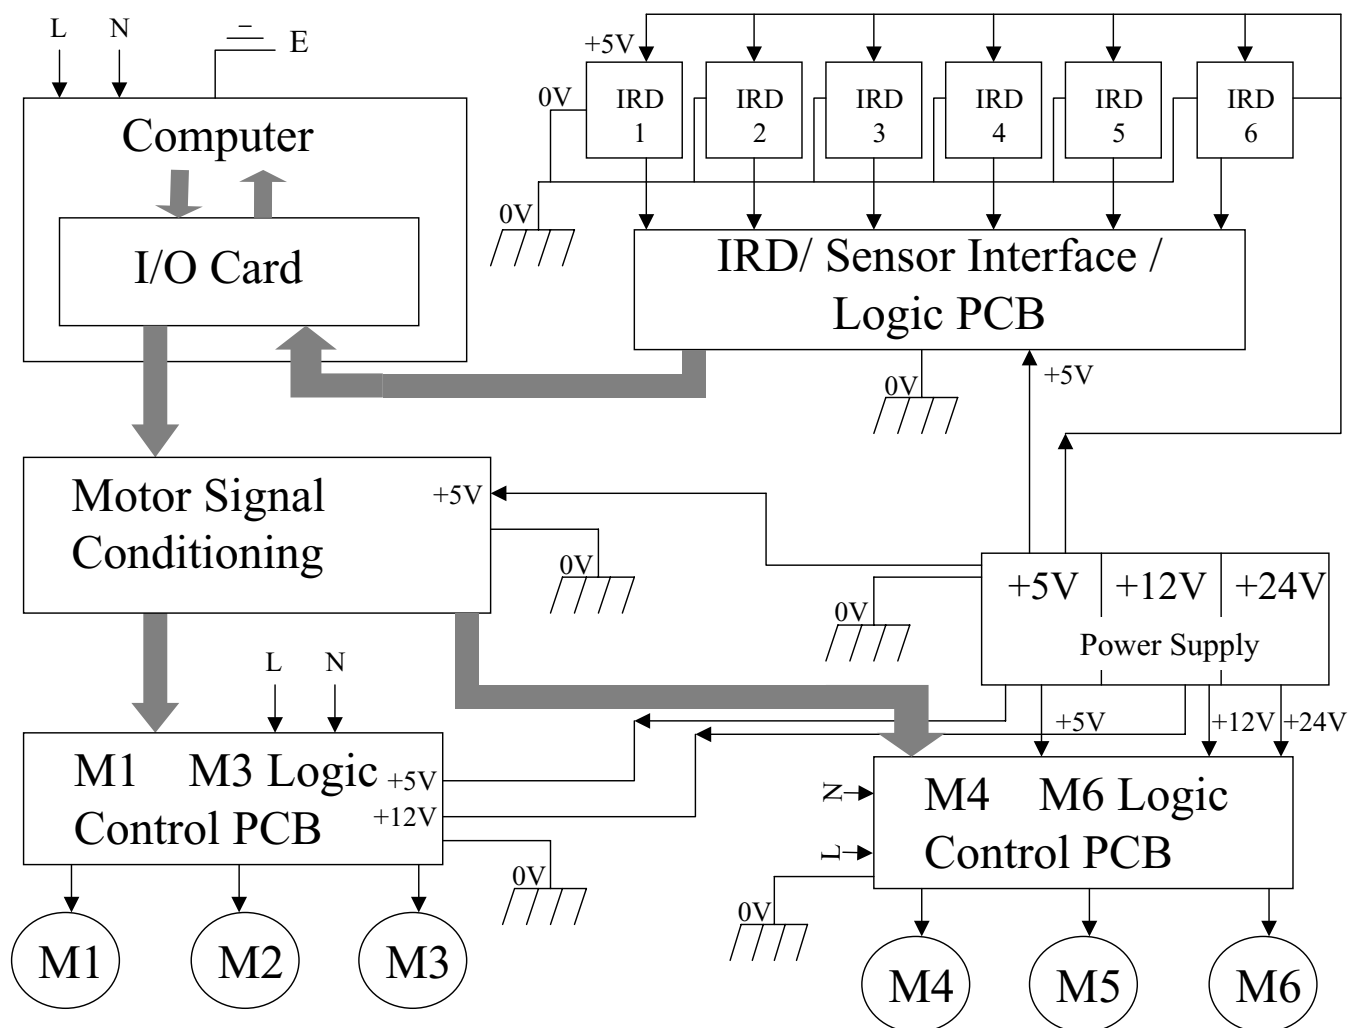 L N E
Computer
I/O Card
+5V
0V
IRD
1
IRD
2
IRD
3
IRD
4
IRD
5
IRD
6
0V
IRD/ Sensor Interface /
Logic PCB
0V
+5V
Motor Signal
Conditioning
+5V
0V
+5V +12V +24V
Power Supply
0V
L N
+5V +12V +24V
M1 M3 Logic
Control PCB
+5V
+12V
0V
N
L
M4 M6 Logic
Control PCB
0V
M1 M2 M3
M4 M5 M6